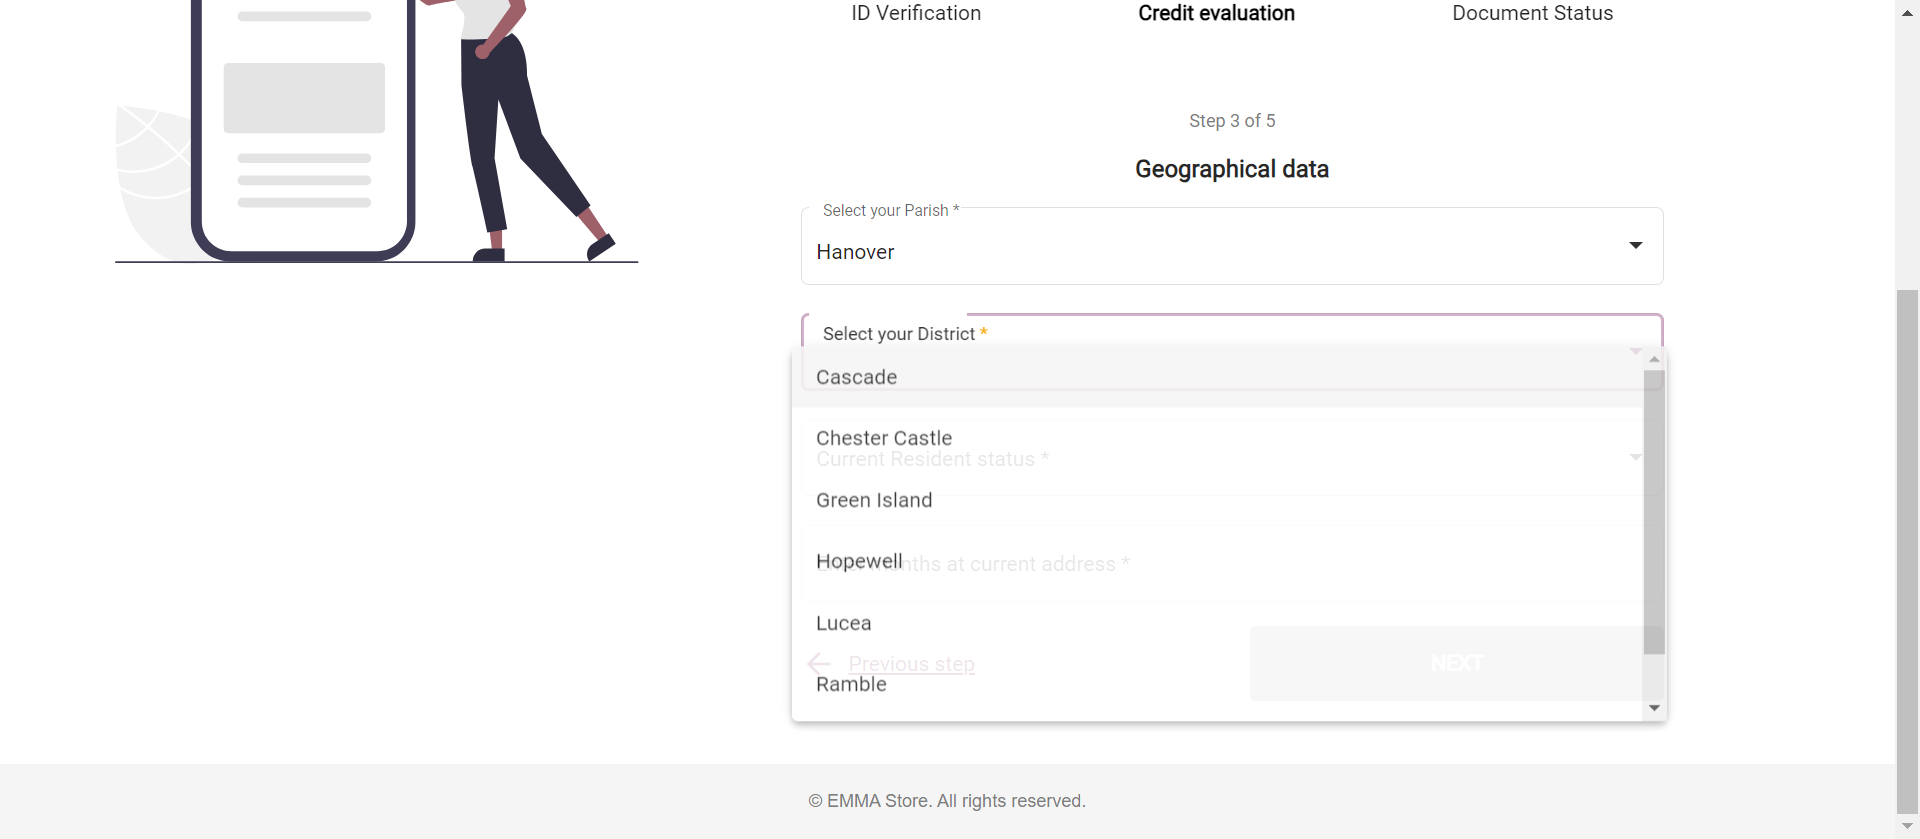 ID Verification
Credit evaluation
Document Status
Step 3 of 5
Geographical data
Select your Parish *
Hanover
Select your District *
Cascade
Chester Castle
Current Resident status *
Green Island
Hopewell
months at current address *
Lucea
Previous step
NEXT
Ramble
© EMMA Store. All rights reserved.